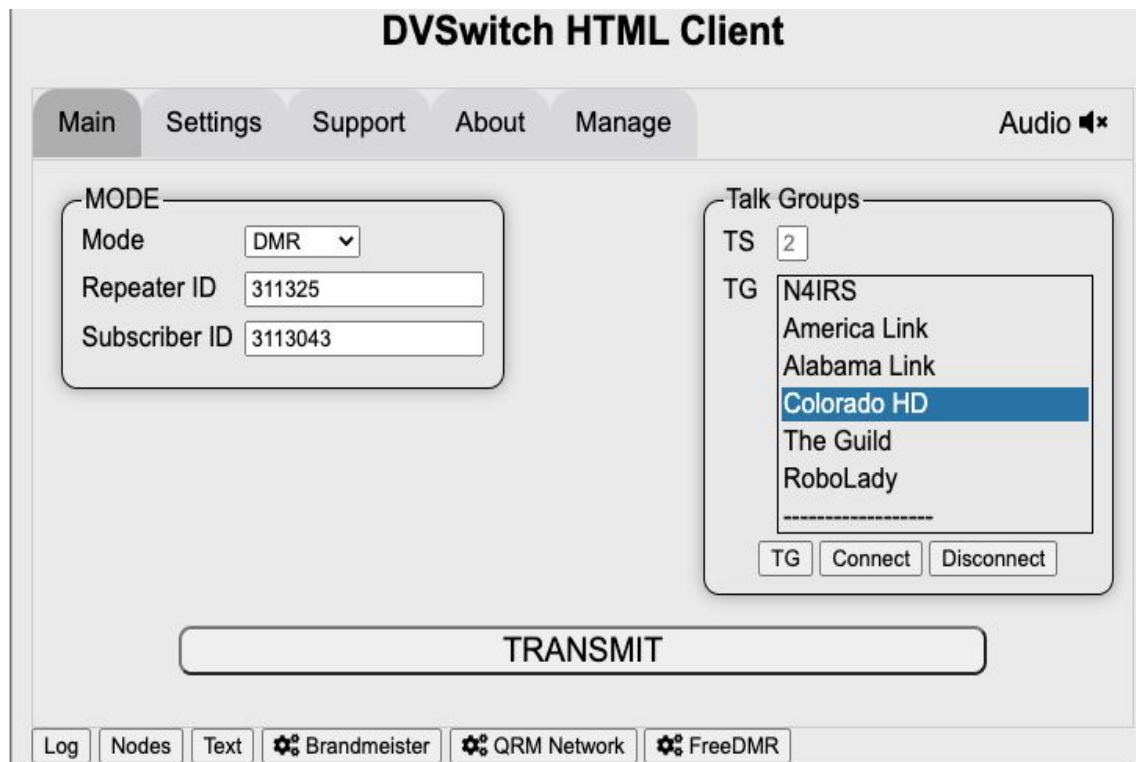 DVSwitch HTML Client
Main Settings Support About Manage Audio
MODE
Mode DMR
Repeater ID 311325
Subscriber ID 3113043
Talk Groups
TS 2
TG N4IRS
America Link
Alabama Link
Colorado HD
The Guild
RoboLady
------------------
TG Connect Disconnect
TRANSMIT
Log Nodes Text Brandmeister QRM Network FreeDMR